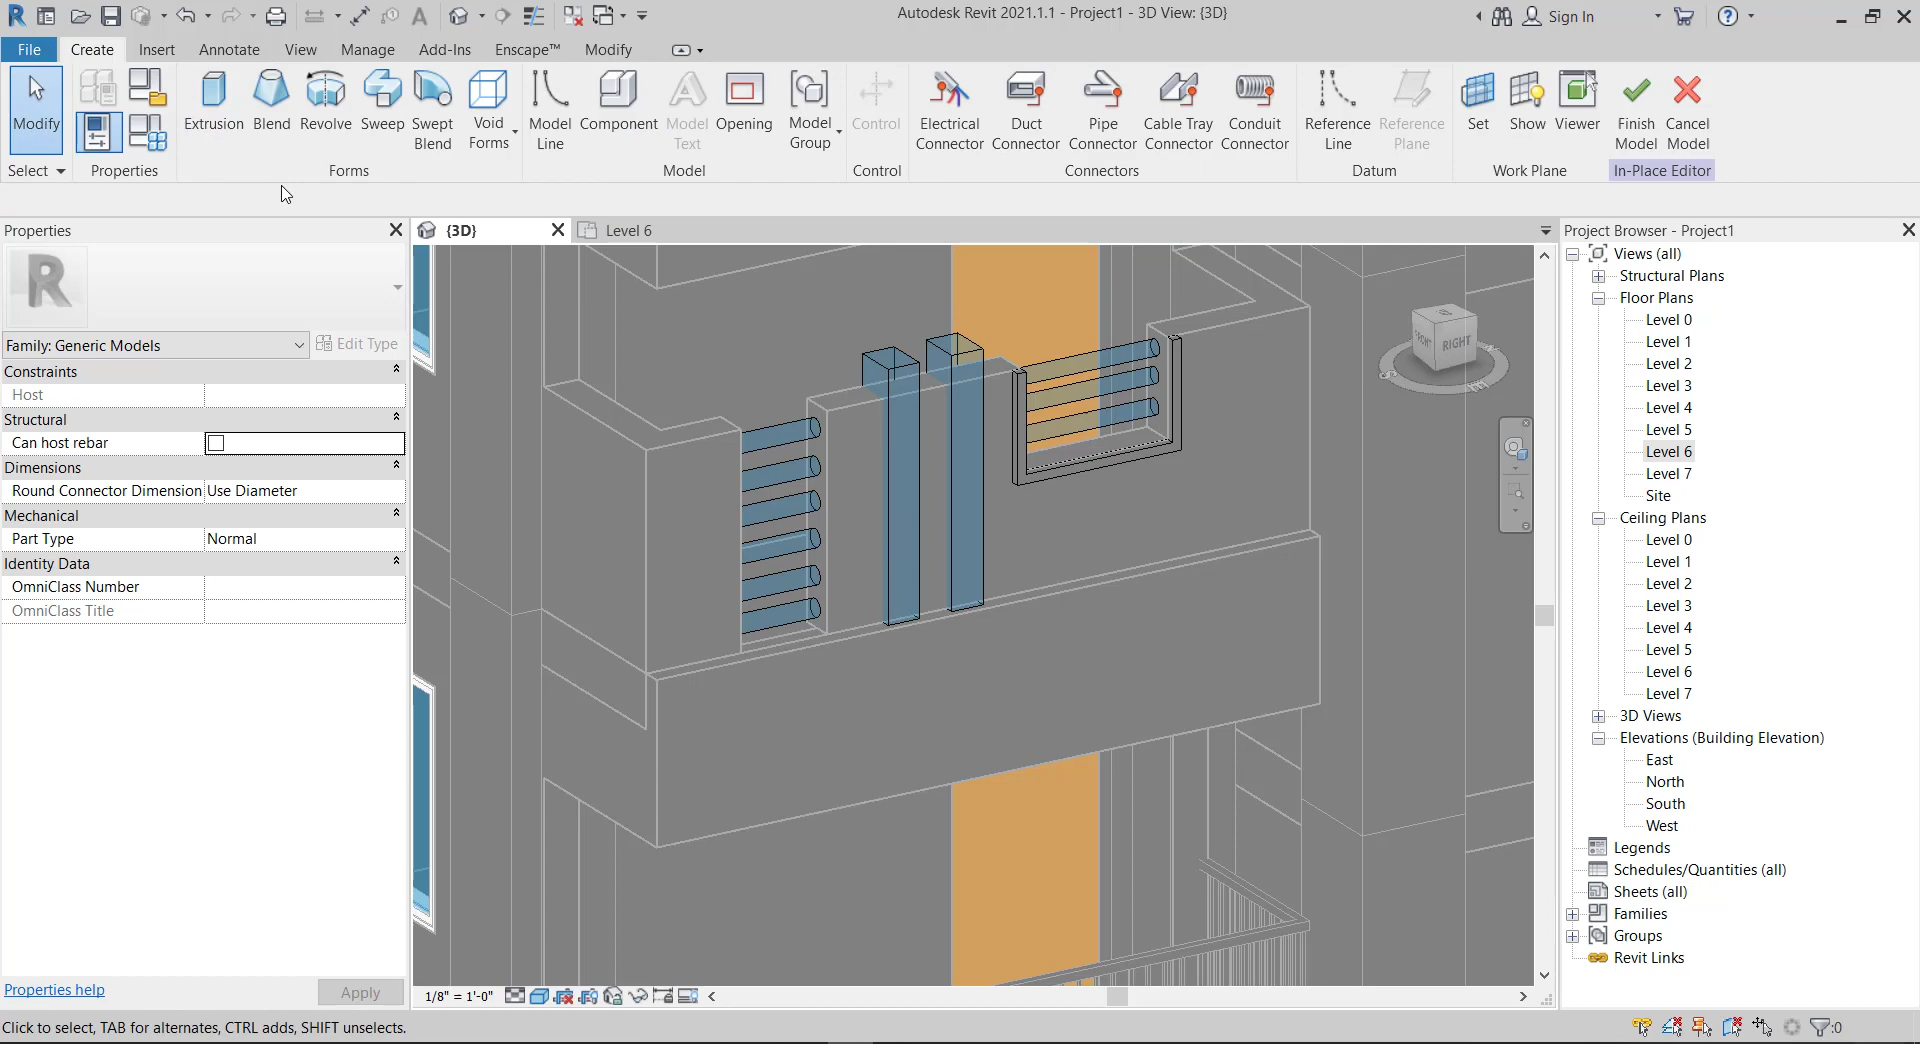 Autodesk Revit 2021.1.1 - Project1 - 3D View: {3D}
Sign In
File Create Insert Annotate View Manage Add-Ins Enscape™ Modify
Modify
Extrusion Blend Revolve Sweep Swept Blend Void Forms
Model Line Component Model Text Opening Model Group
Control
Electrical Connector Duct Connector Pipe Connector Cable Tray Connector Conduit Connector
Reference Line Reference Plane
Set Show Viewer
Finish Model Cancel Model
Select Properties Forms Model Control Connectors Datum Work Plane In-Place Editor
Properties
{3D}
Level 6
Project Browser - Project1
Family: Generic Models
Edit Type
Constraints
Host
Structural
Can host rebar
Dimensions
Round Connector Dimension Use Diameter
Mechanical
Part Type Normal
Identity Data
OmniClass Number
OmniClass Title
Properties help
Apply
RIGHT
1/8" = 1'-0"
Views (all)
Structural Plans
Floor Plans
Level 0
Level 1
Level 2
Level 3
Level 4
Level 5
Level 6
Level 7
Site
Ceiling Plans
Level 0
Level 1
Level 2
Level 3
Level 4
Level 5
Level 6
Level 7
3D Views
Elevations (Building Elevation)
East
North
South
West
Legends
Schedules/Quantities (all)
Sheets (all)
Families
Groups
Revit Links
Click to select, TAB for alternates, CTRL adds, SHIFT unselects.
:0